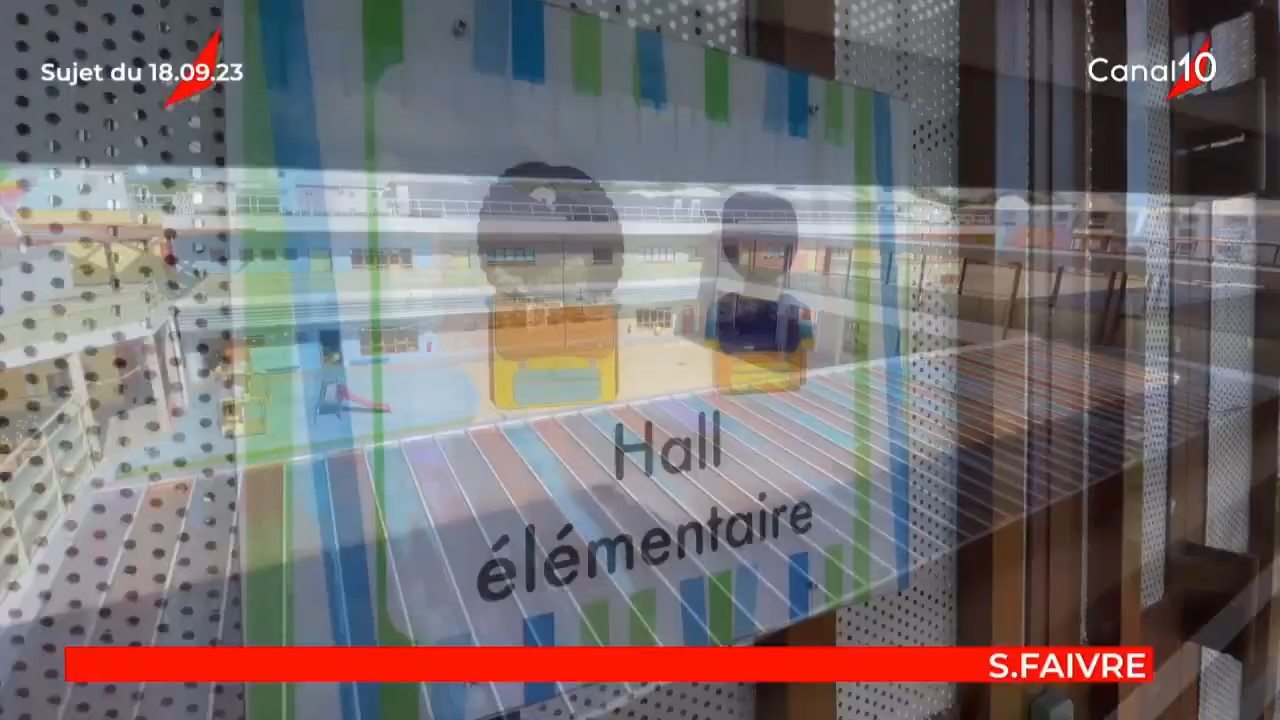 Sujet du 18.09.23
Canal10
Hall
élémentaire
S.FAIVRE